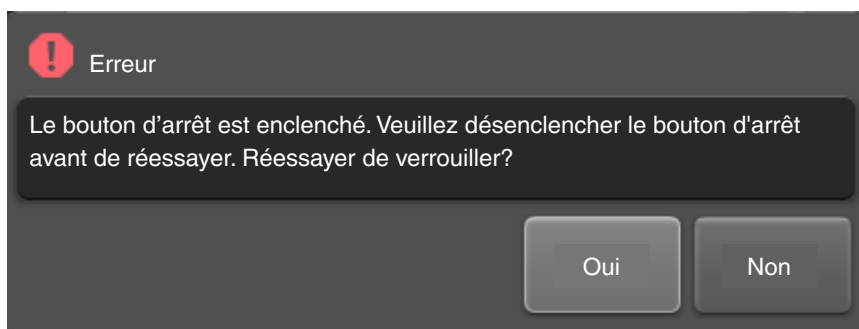 Erreur
Le bouton d’arrêt est enclenché. Veuillez désenclencher le bouton d'arrêt
avant de réessayer. Réessayer de verrouiller?
Oui
Non